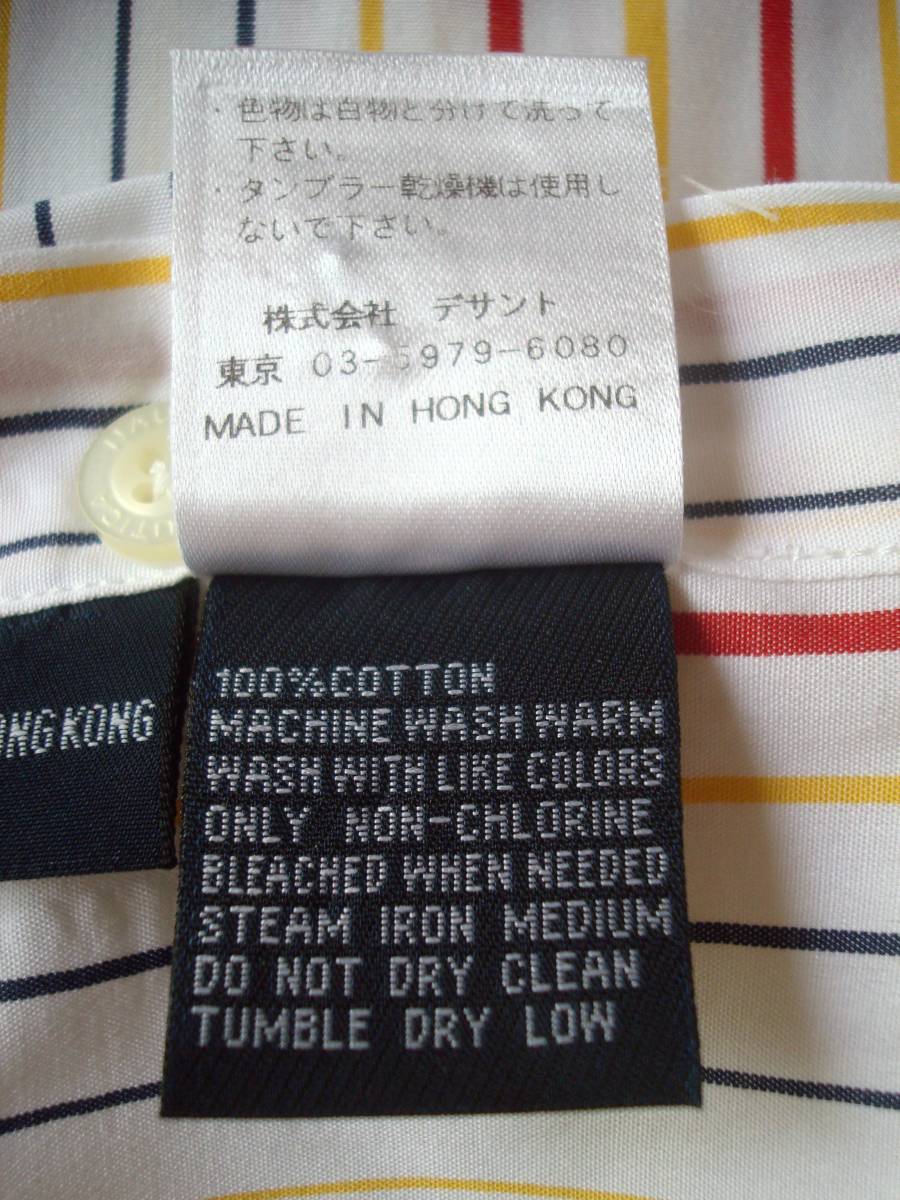 ・色物は白物と分けて洗って
下さい。
・タンブラー乾燥機は使用し
ないで下さい。
株式会社 デサント
東京 03-5979-6080
MADE IN HONG KONG
100%COTTON
MACHINE WASH WARM
WASH WITH LIKE COLORS
ONLY NON-CHLORINE
BLEACHED WHEN NEEDED
STEAM IRON MEDIUM
DO NOT DRY CLEAN
TUMBLE DRY LOW
ONG KONG